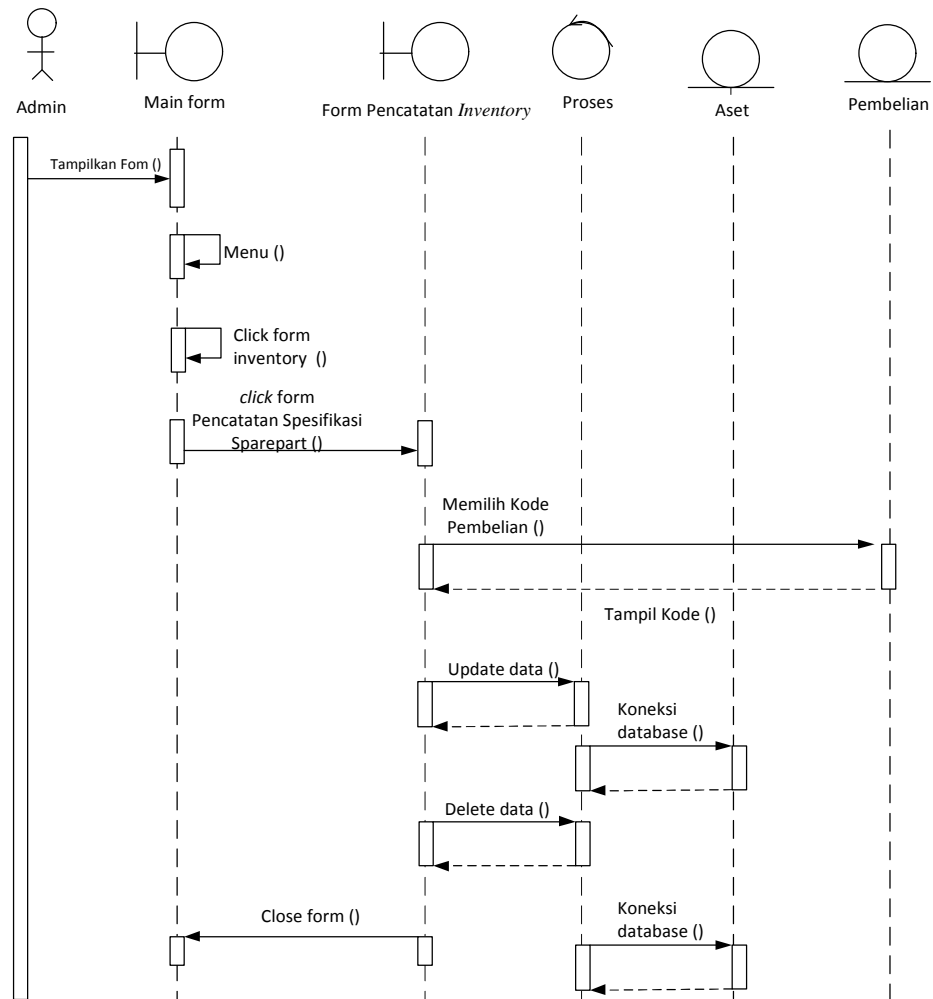 Admin
Main form
Form Pencatatan Inventory
Proses
Aset
Pembelian
Tampilkan Fom ()
Menu ()
Click form
inventory ()
click form
Pencatatan Spesifikasi
Sparepart ()
Memilih Kode
Pembelian ()
Tampil Kode ()
Update data ()
Koneksi
database ()
Delete data ()
Close form ()
Koneksi
database ()